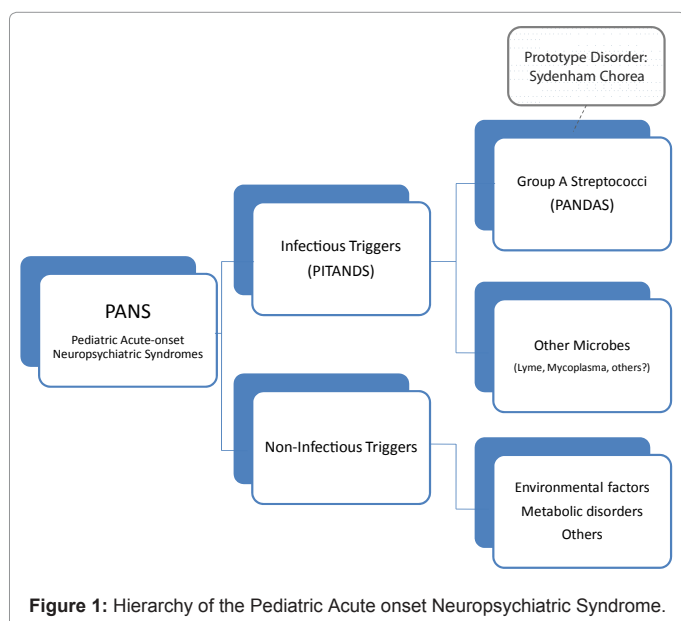 Prototype Disorder:
Sydenham Chorea
Group A Streptococci
(PANDAS)
Infectious Triggers
(PITANDS)
PANS
Pediatric Acute-onset
Neuropsychiatric Syndromes
Other Microbes
(Lyme, Mycoplasma, others?)
Non-Infectious Triggers
Environmental factors
Metabolic disorders
Others
Figure 1: Hierarchy of the Pediatric Acute onset Neuropsychiatric Syndrome.